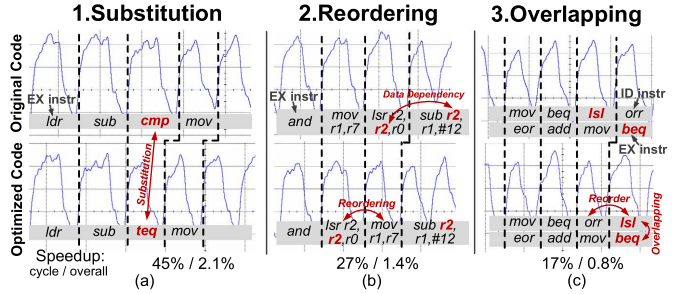 1.Substitution
2.Reordering
3.Overlapping
Original Code
EX instr
ldr
sub
cmp
mov
EX instr
Data Dependency
and
mov
r1,r7
lsr r2,
r2,r0
sub r2,
r1,#12
ID instr
mov
beq
lsl
orr
eor
add
mov
beq
EX instr
Optimized Code
Substitution
ldr
sub
teq
mov
Reordering
and
lsr r2,
r2,r0
mov
r1,r7
sub r2,
r1,#12
Reorder
mov
beq
orr
lsl
eor
add
mov
beq
Overlapping
Speedup:
cycle / overall
45% / 2.1%
27% / 1.4%
17% / 0.8%
(a)
(b)
(c)